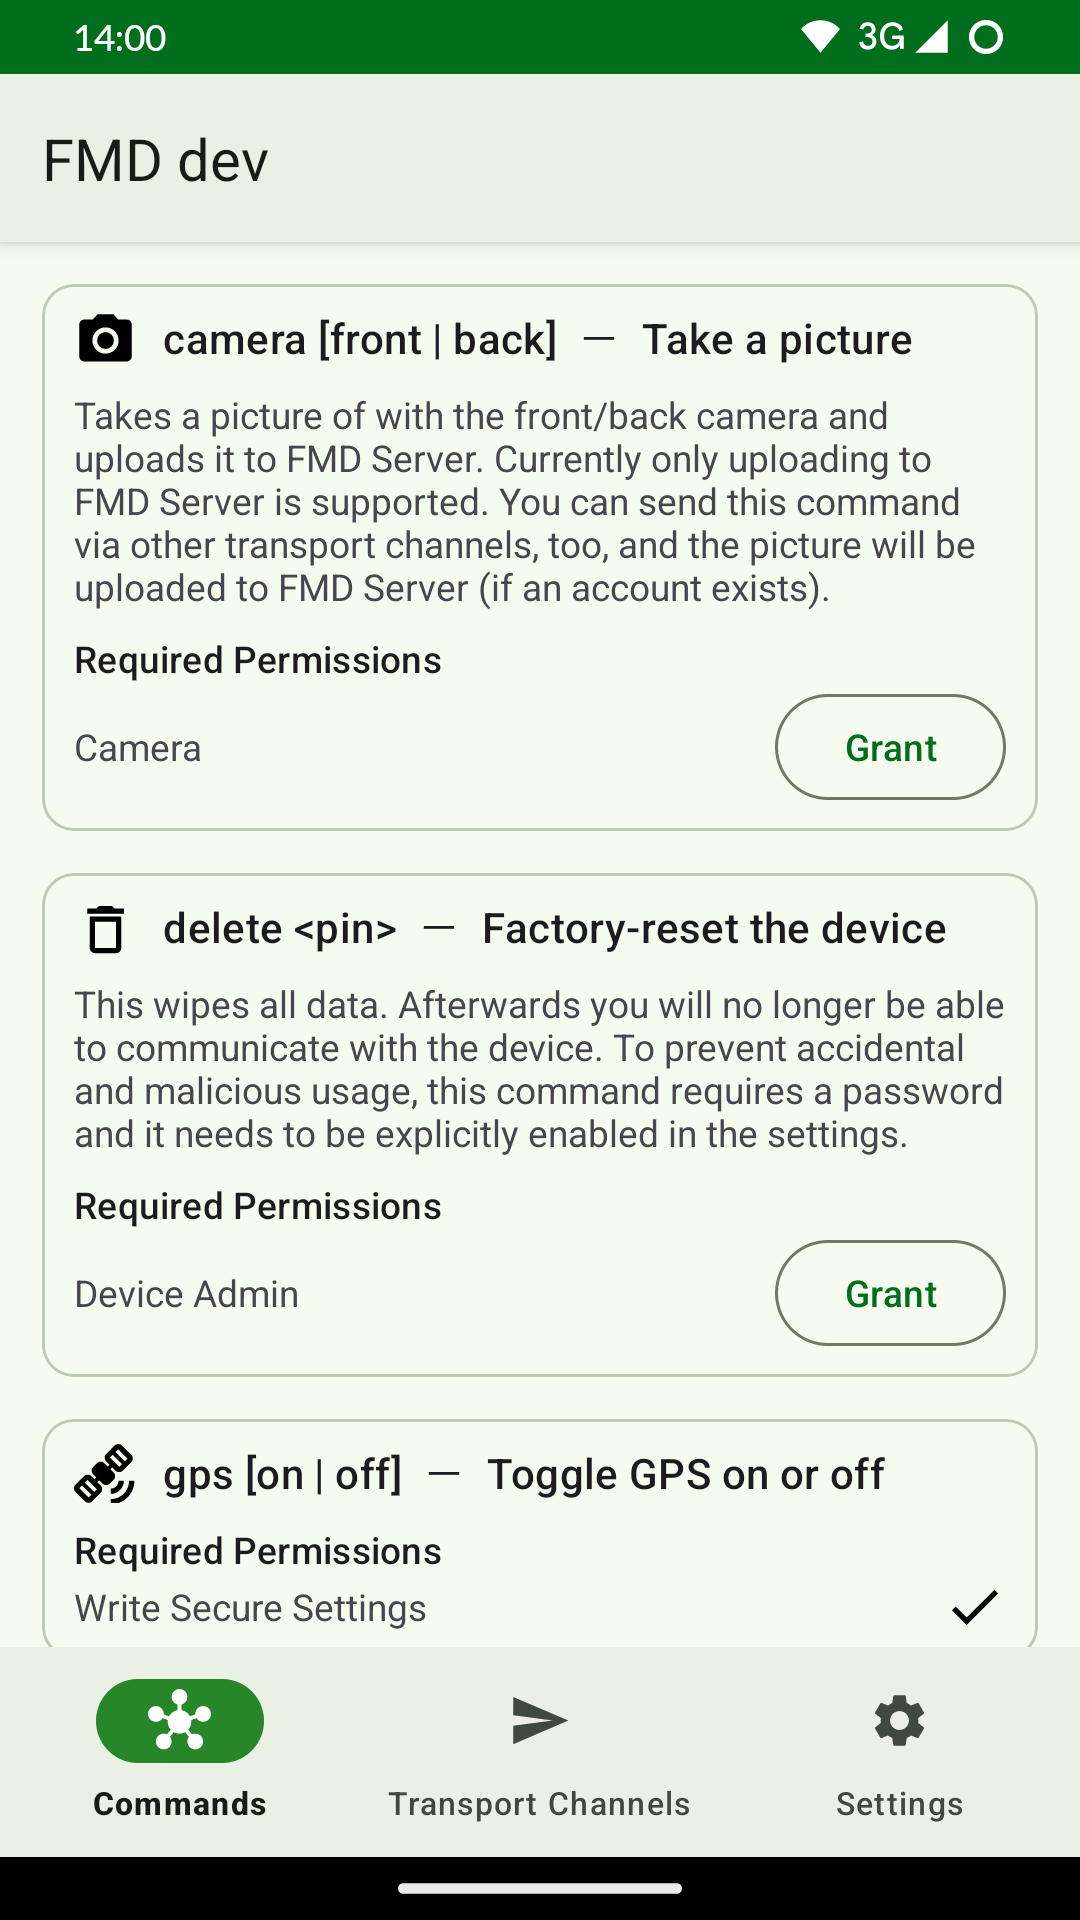 14:00
3G
FMD dev
camera [front | back] — Take a picture
Takes a picture of with the front/back camera and
uploads it to FMD Server. Currently only uploading to
FMD Server is supported. You can send this command
via other transport channels, too, and the picture will be
uploaded to FMD Server (if an account exists).
Required Permissions
Camera
Grant
delete <pin> — Factory-reset the device
This wipes all data. Afterwards you will no longer be able
to communicate with the device. To prevent accidental
and malicious usage, this command requires a password
and it needs to be explicitly enabled in the settings.
Required Permissions
Device Admin
Grant
gps [on | off] — Toggle GPS on or off
Required Permissions
Write Secure Settings
Commands
Transport Channels
Settings